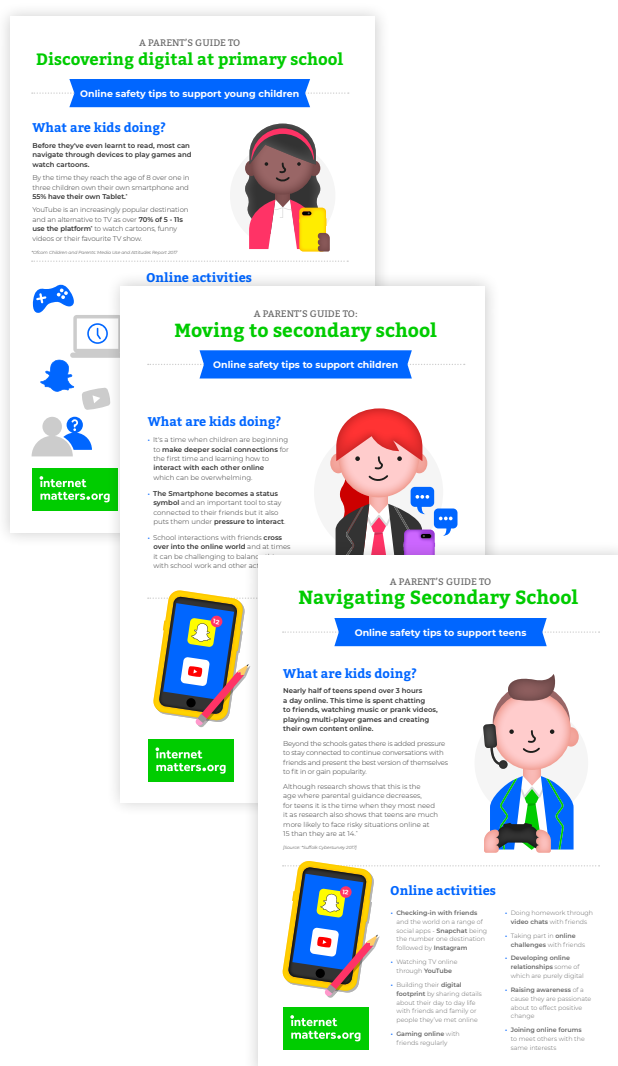 A PARENT'S GUIDE TO
Discovering digital at primary school
Online safety tips to support young children
What are kids doing?
Before they've even learnt to read, most can
navigate through devices to play games and
watch cartoons.
By the time they reach the age of 8 over one in
three children own their own smartphone and
55% have their own Tablet.*
YouTube is an increasingly popular destination
and an alternative to TV as over 70% of 5 - 11s
use the platform* to watch cartoons, funny
videos or their favourite TV show.
*Ofcom: Children and Parents: Media Use and Attitudes Report 2017
Online activities
?
internet
matters.org
A PARENT'S GUIDE TO:
Moving to secondary school
Online safety tips to support children
What are kids doing?
• It's a time when children are beginning
to make deeper social connections for
the first time and learning how to
interact with each other online
which can be overwhelming.
• The Smartphone becomes a status
symbol and an important tool to stay
connected to their friends but it also
puts them under pressure to interact.
• School interactions with friends cross
over into the online world and at times
it can be challenging to balance
with school work and other
12
internet
matters.org
A PARENT'S GUIDE TO
Navigating Secondary School
Online safety tips to support teens
What are kids doing?
Nearly half of teens spend over 3 hours
a day online. This time is spent chatting
to friends, watching music or prank videos,
playing multi-player games and creating
their own content online.
Beyond the schools gates there is added pressure
to stay connected to continue conversations with
friends and present the best version of themselves
to fit in or gain popularity.
Although research shows that this is the
age where parental guidance decreases,
for teens it is the time when they most need
it as research also shows that teens are much
more likely to face risky situations online at
15 than they are at 14.*
(Source: *Suffolk Cybersurvey 2017)
12
internet
matters.org
Online activities
• Checking-in with friends
and the world on a range of
social apps - Snapchat being
the number one destination
followed by Instagram
• Watching TV online
through YouTube
• Building their digital
footprint by sharing details
about their day to day life
with friends and family or
people they've met online
• Gaming online with
friends regularly
• Doing homework through
video chats with friends
• Taking part in online
challenges with friends
• Developing online
relationships some of
which are purely digital
• Raising awareness of a
cause they are passionate
about to effect positive
change
• Joining online forums
to meet others with the
same interests